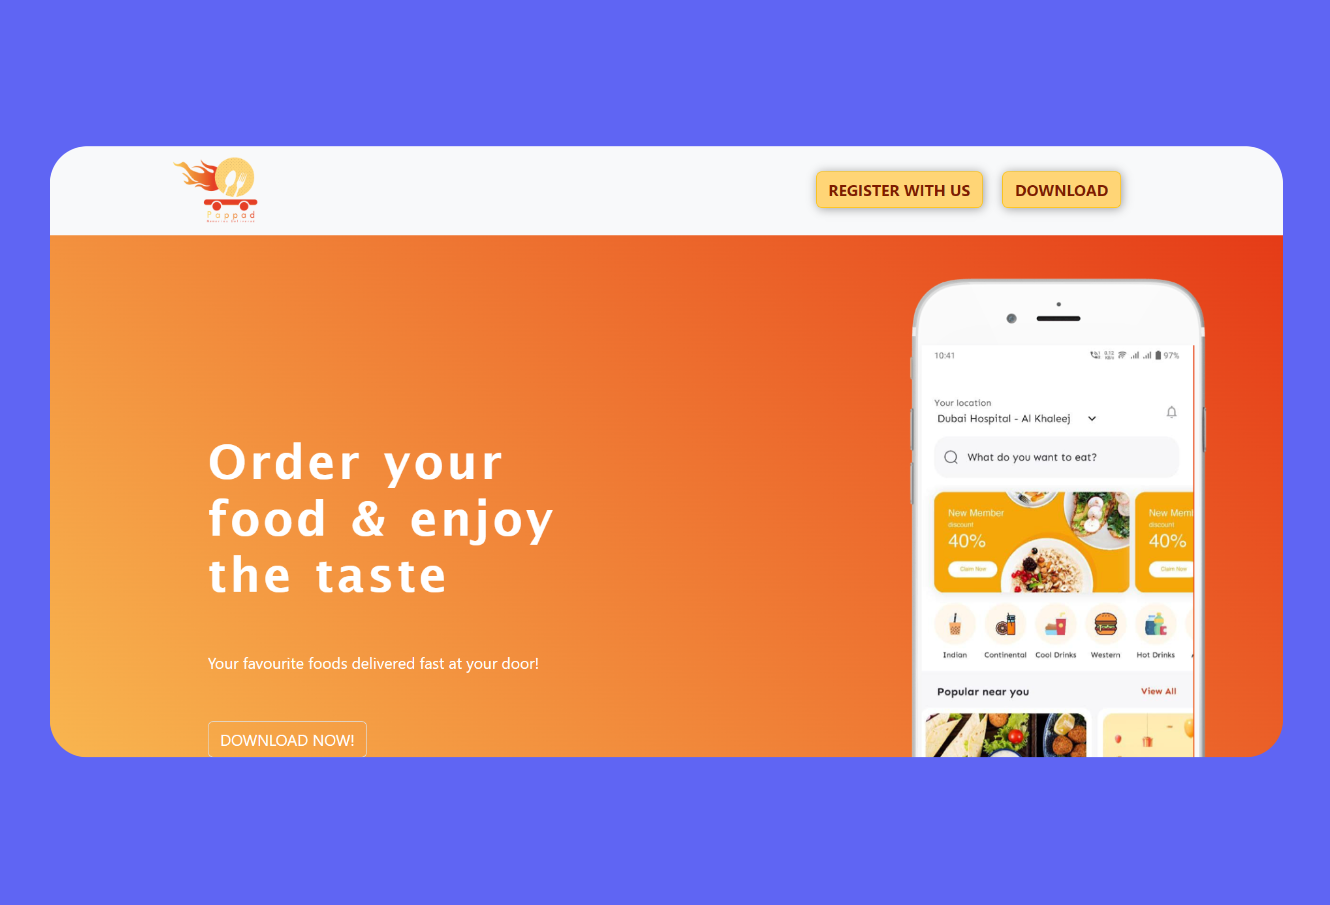 Poppad
REGISTER WITH US
DOWNLOAD
Order your
food & enjoy
the taste
Your favourite foods delivered fast at your door!
DOWNLOAD NOW!
10:41
97%
Your location
Dubai Hospital - Al Khaleej
What do you want to eat?
New Member
discount
40%
Claim Now
New Meml
discount
40%
Claim Now
Indian
Continental
Cool Drinks
Western
Hot Drinks
Popular near you
View All